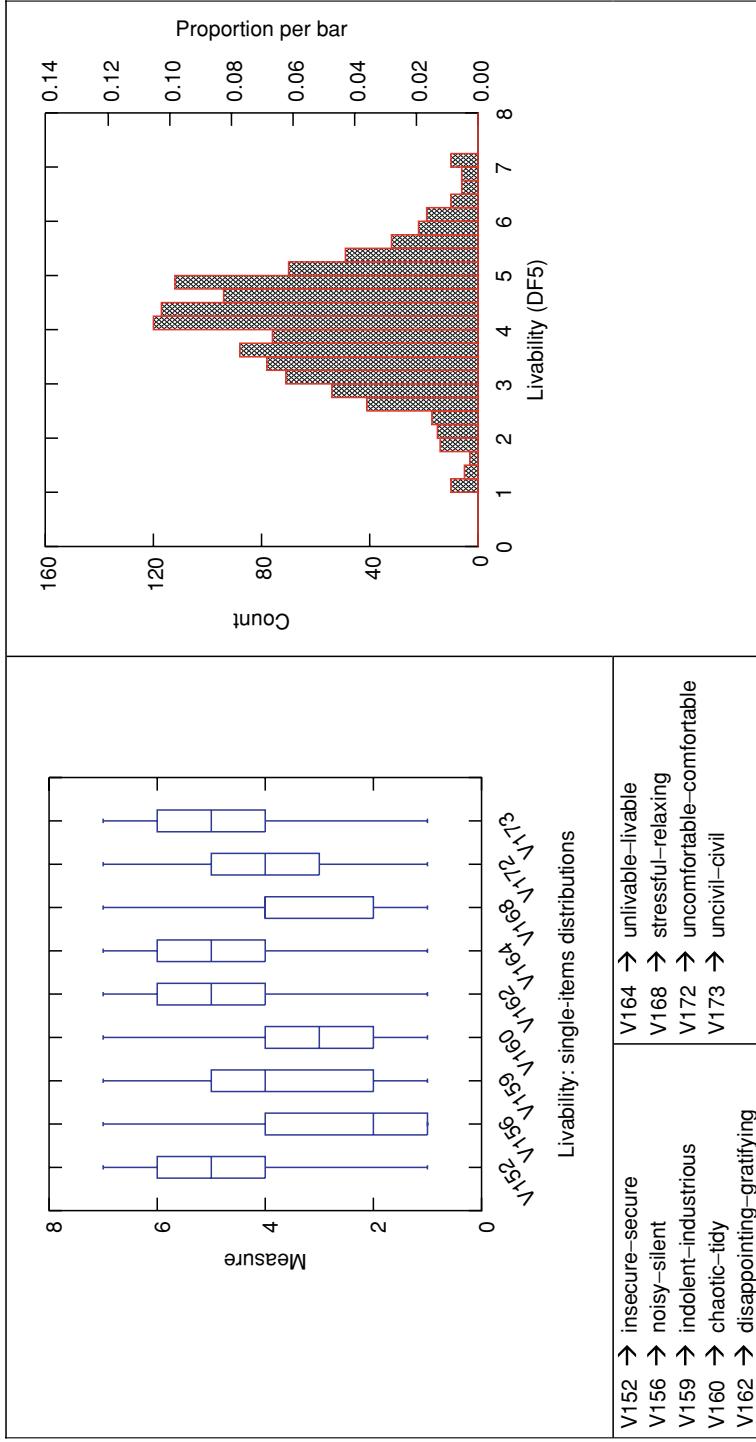 8
6
4
2
0
Measure
V152
V156
V159
V160
V162
V164
V168
V172
V173
Livability: single-items distributions
160
120
80
40
0
Count
0.14
0.12
0.10
0.08
0.06
0.04
0.02
0.00
Proportion per bar
0 1 2 3 4 5 6 7 8
Livability (DF5)
V152 → insecure–secure
V156 → noisy–silent
V159 → indolent–industrious
V160 → chaotic–tidy
V162 → disappointing–gratifying
V164 → unlivable–livable
V168 → stressful–relaxing
V172 → uncomfortable–comfortable
V173 → uncivil–civil